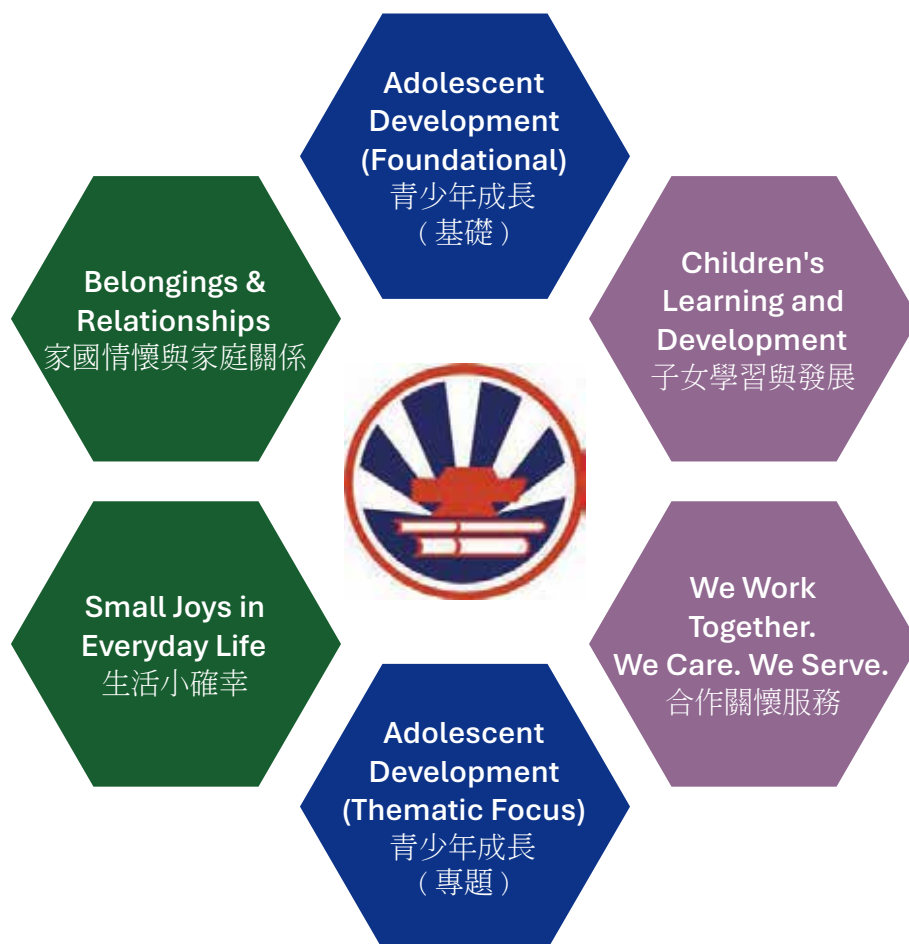 Adolescent
Development
(Foundational)
青少年成長
（基礎）
Children's
Learning and
Development
子女學習與發展
We Work
Together.
We Care. We Serve.
合作關懷服務
Adolescent
Development
(Thematic Focus)
青少年成長
（專題）
Small Joys in
Everyday Life
生活小確幸
Belongings &
Relationships
家國情懷與家庭關係